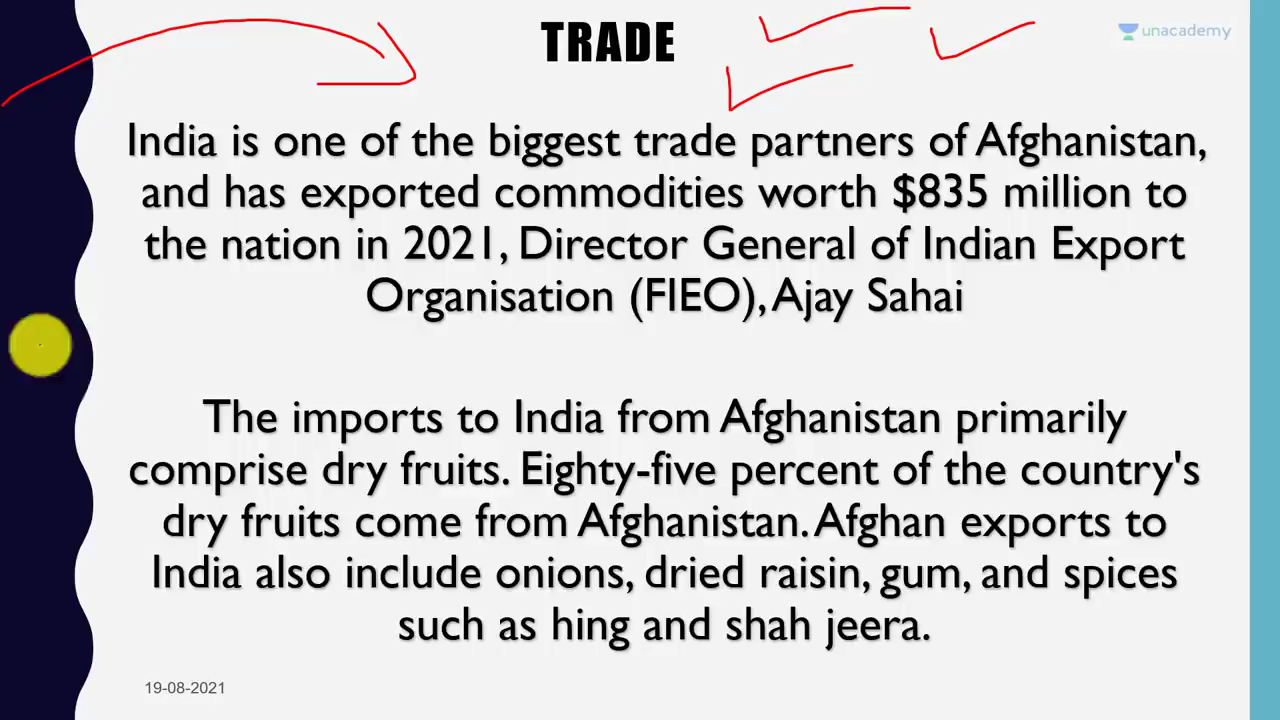 TRADE
unacademy
India is one of the biggest trade partners of Afghanistan,
and has exported commodities worth $835 million to
the nation in 2021, Director General of Indian Export
Organisation (FIEO), Ajay Sahai
The imports to India from Afghanistan primarily
comprise dry fruits. Eighty-five percent of the country's
dry fruits come from Afghanistan. Afghan exports to
India also include onions, dried raisin, gum, and spices
such as hing and shah jeera.
19-08-2021